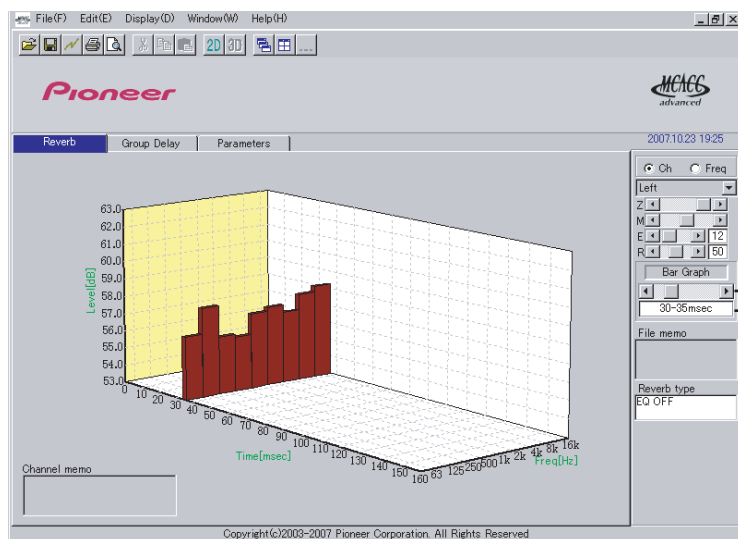 File(F) Edit(E) Display(D) Window(W) Help(H)
2D 3D
Pioneer
MCACC
advanced
Reverb Group Delay Parameters
2007.10.23 19:25
Ch Freq
Left
Z
M
E 12
R 50
Bar Graph
30-35msec
File memo
Reverb type
EQ OFF
63.0
62.0
61.0
60.0
59.0
58.0
57.0
56.0
55.0
54.0
53.0
Level[dB]
0 10 20 30 40 50 60 70 80 90 100 110 120 130 140 150 160
Time[msec]
63 125 250 500 1k 2k 4k 8k 16k
Freq[Hz]
Channel memo
Copyright(c)2003-2007 Pioneer Corporation. All Rights Reserved